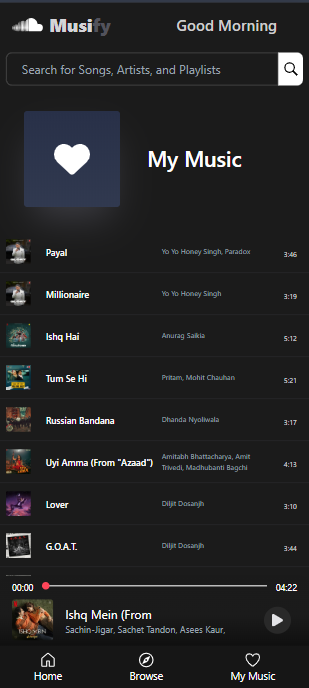 Musify
Good Morning
Search for Songs, Artists, and Playlists
My Music
Payal
Yo Yo Honey Singh, Paradox
3:46
Millionaire
Yo Yo Honey Singh
3:19
Ishq Hai
Anurag Saikia
5:12
Tum Se Hi
Pritam, Mohit Chauhan
5:21
Russian Bandana
Dhanda Nyoliwala
3:17
Uyi Amma (From "Azaad")
Amitabh Bhattacharya, Amit
Trivedi, Madhubanti Bagchi
4:13
Lover
Diljit Dosanjh
3:10
G.O.A.T.
Diljit Dosanjh
3:44
00:00
04:22
ISHQ MEIN
Ishq Mein (From
Sachin-Jigar, Sachet Tandon, Asees Kaur,
Home
Browse
My Music